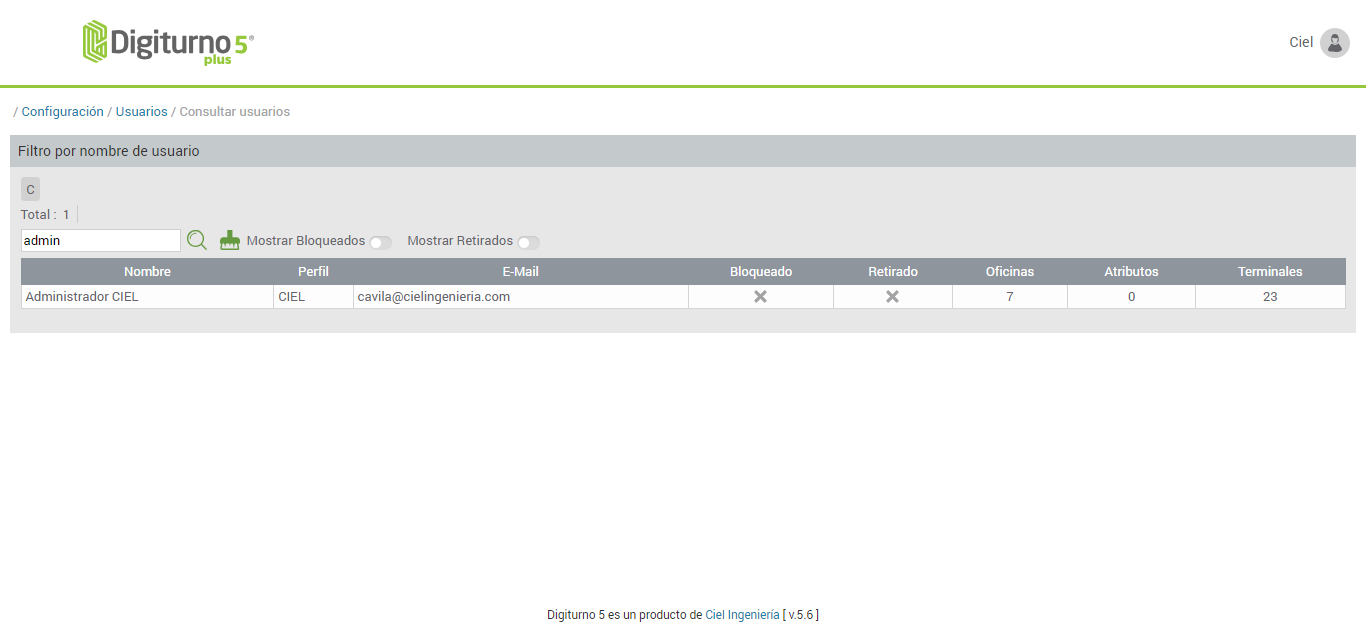 Digiturno 5®
plus
Ciel
/ Configuración / Usuarios / Consultar usuarios
Filtro por nombre de usuario
C
Total : 1
admin Mostrar Bloqueados Mostrar Retirados
Nombre Perfil E-Mail Bloqueado Retirado Oficinas Atributos Terminales
Administrador CIEL CIEL cavila@cielingenieria.com 7 0 23
Digiturno 5 es un producto de Ciel Ingeniería [ v.5.6 ]